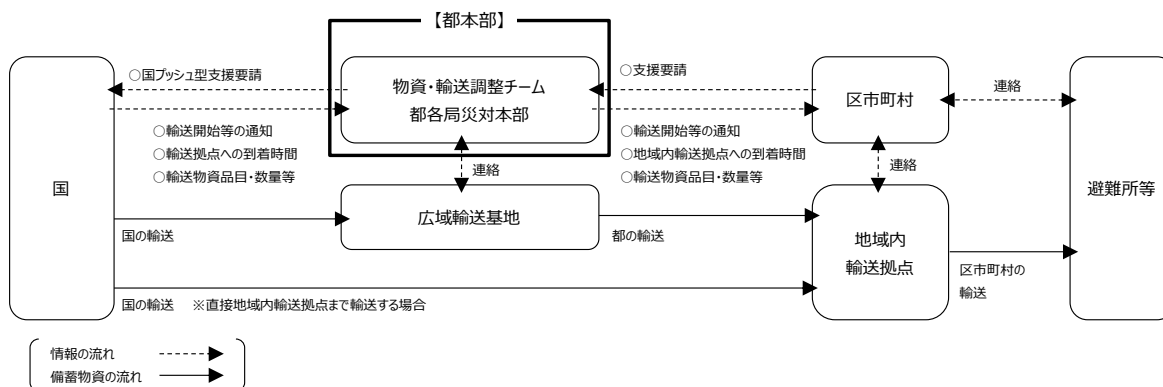 【都本部】
国
○国プッシュ型支援要請
物資・輸送調整チーム
都各局災対本部
○支援要請
区市町村
連絡
避難所等
○輸送開始等の通知
○輸送拠点への到着時間
○輸送物資品目・数量等
連絡
○輸送開始等の通知
○地域内輸送拠点への到着時間
○輸送物資品目・数量等
連絡
国の輸送
広域輸送基地
都の輸送
地域内
輸送拠点
区市町村の
輸送
国の輸送 ※直接地域内輸送拠点まで輸送する場合
情報の流れ
備蓄物資の流れ